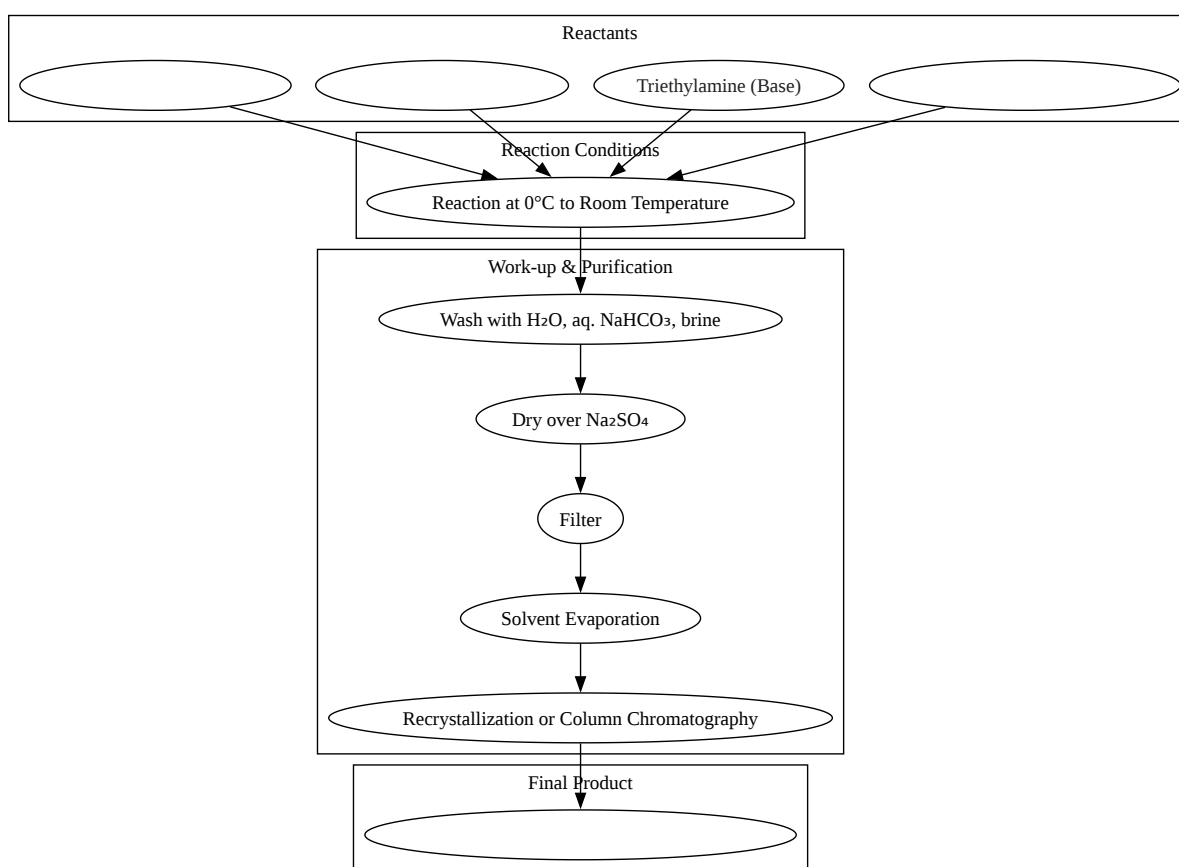 Reactants
Triethylamine (Base)
Reaction Conditions
Reaction at 0°C to Room Temperature
Work-up & Purification
Wash with H₂O, aq. NaHCO₃, brine
Dry over Na₂SO₄
Filter
Solvent Evaporation
Recrystallization or Column Chromatography
Final Product